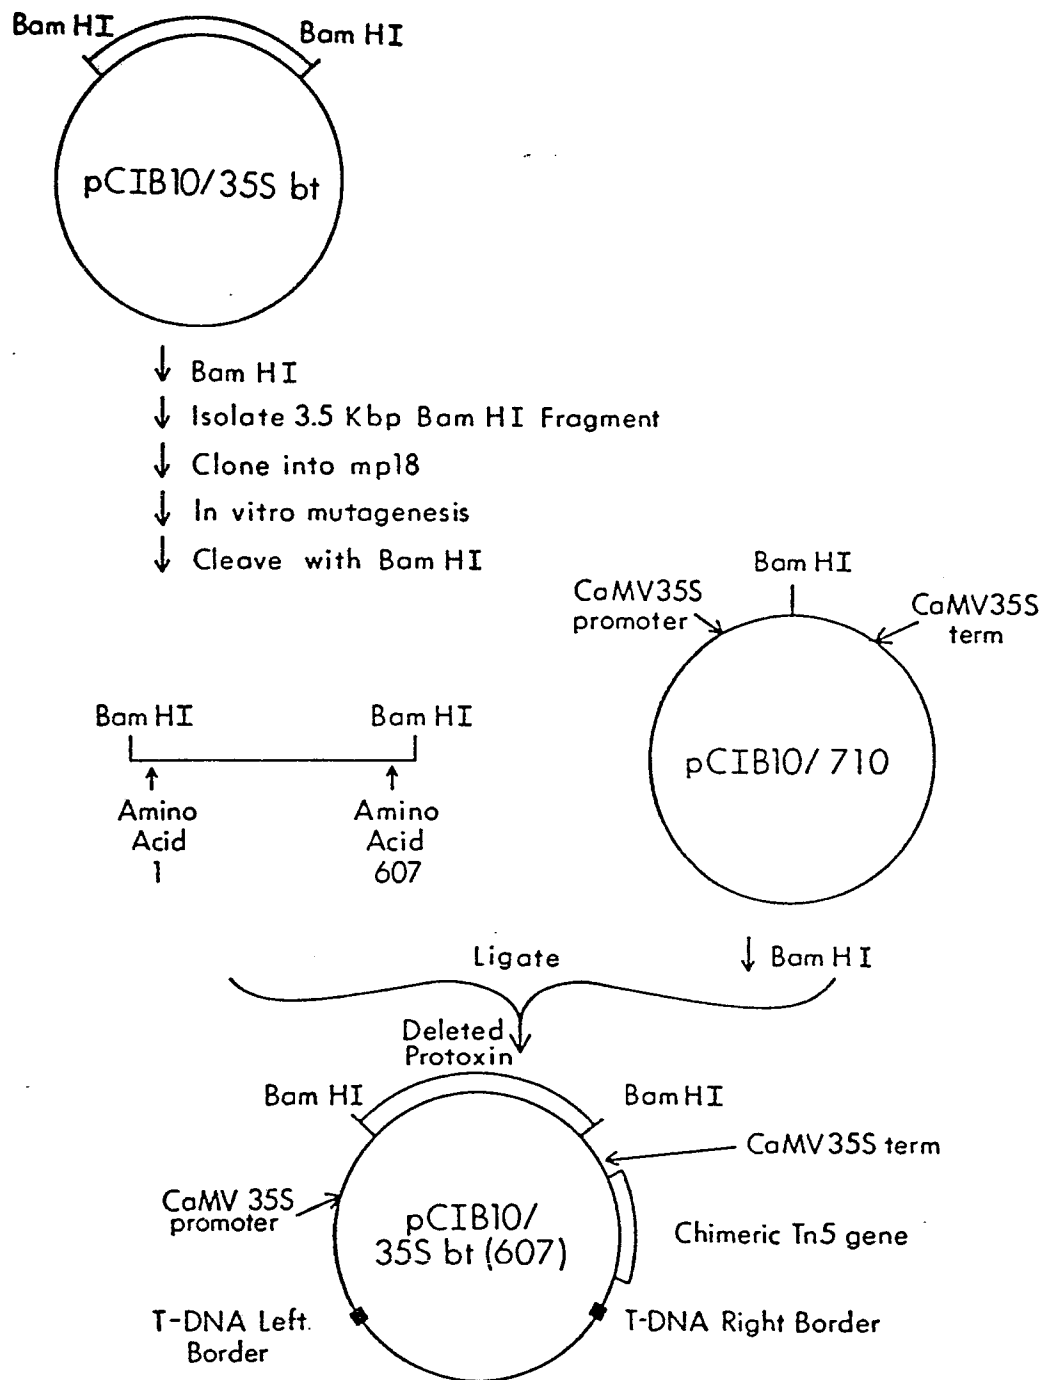 Bam HI
Bam HI
pCIB10/35S bt
Bam HI
Isolate 3.5 Kbp Bam HI Fragment
Clone into mp18
In vitro mutagenesis
Cleave with Bam HI
Bam HI
CaMV35S
promoter
CaMV35S
term
Bam HI
Bam HI
pCIB10/710
Amino
Acid
1
Amino
Acid
607
Ligate
Bam HI
Deleted
Protoxin
Bam HI
Bam HI
CaMV35S term
CaMV 35S
promoter
pCIB10/
35S bt (607)
Chimeric Tn5 gene
T-DNA Left
Border
T-DNA Right Border